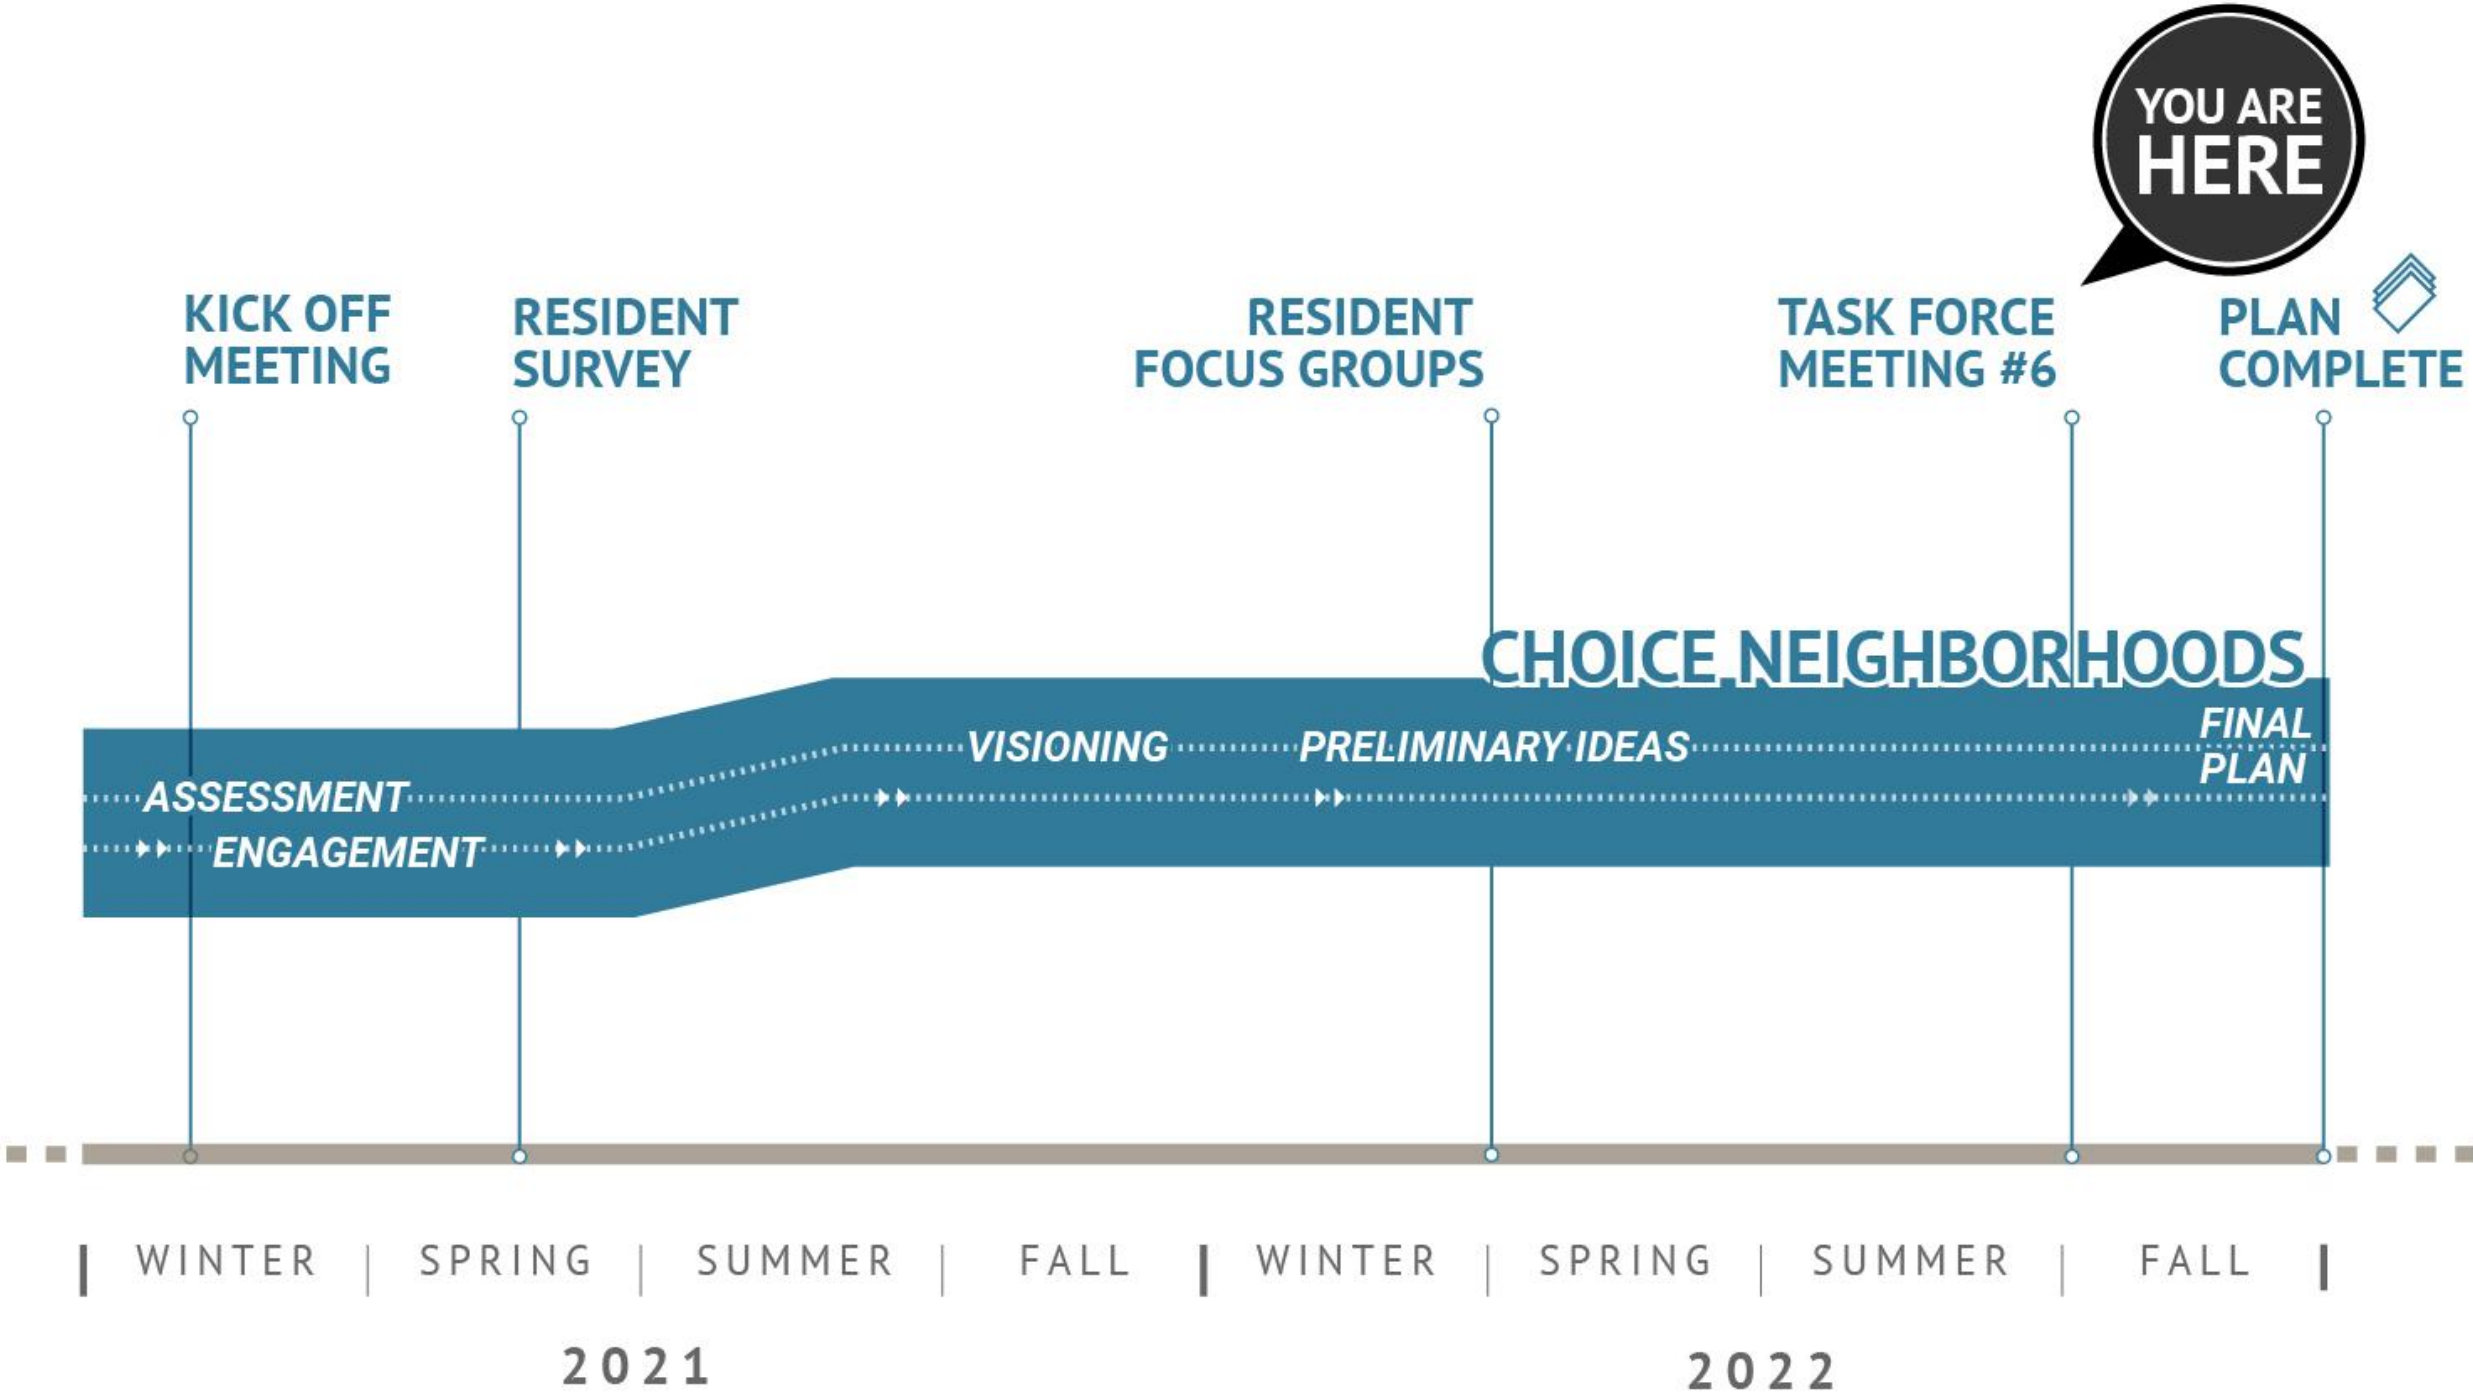 YOU ARE
HERE
KICK OFF
MEETING
RESIDENT
SURVEY
RESIDENT
FOCUS GROUPS
TASK FORCE
MEETING #6
PLAN
COMPLETE
CHOICE NEIGHBORHOODS
ASSESSMENT
ENGAGEMENT
VISIONING
PRELIMINARY IDEAS
FINAL
PLAN
WINTER
SPRING
SUMMER
FALL
WINTER
SPRING
SUMMER
FALL
2021
2022